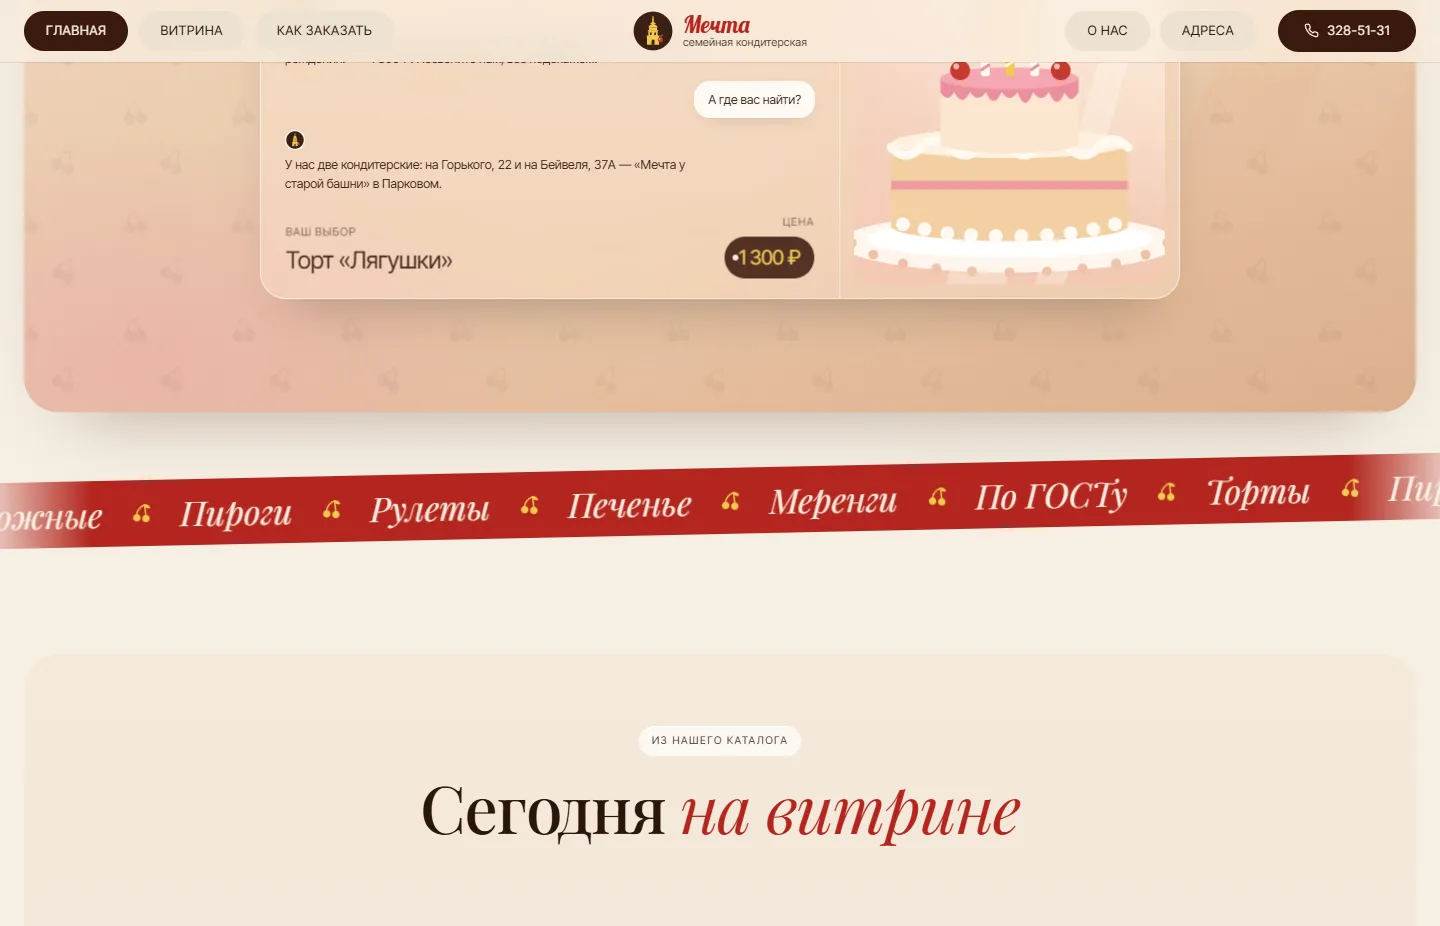 ГЛАВНАЯ
ВИТРИНА
КАК ЗАКАЗАТЬ
Мечта
семейная кондитерская
О НАС
АДРЕСА
328-51-31
А где вас найти?
У нас две кондитерские: на Горького, 22 и на Бейвеля, 37А — «Мечта у
старой башни» в Парковом.
ВАШ ВЫБОР
Торт «Лягушки»
ЦЕНА
1 300 ₽
Пироги
Рулеты
Печенье
Меренги
По ГОСТу
Торты
ИЗ НАШЕГО КАТАЛОГА
Сегодня на витрине